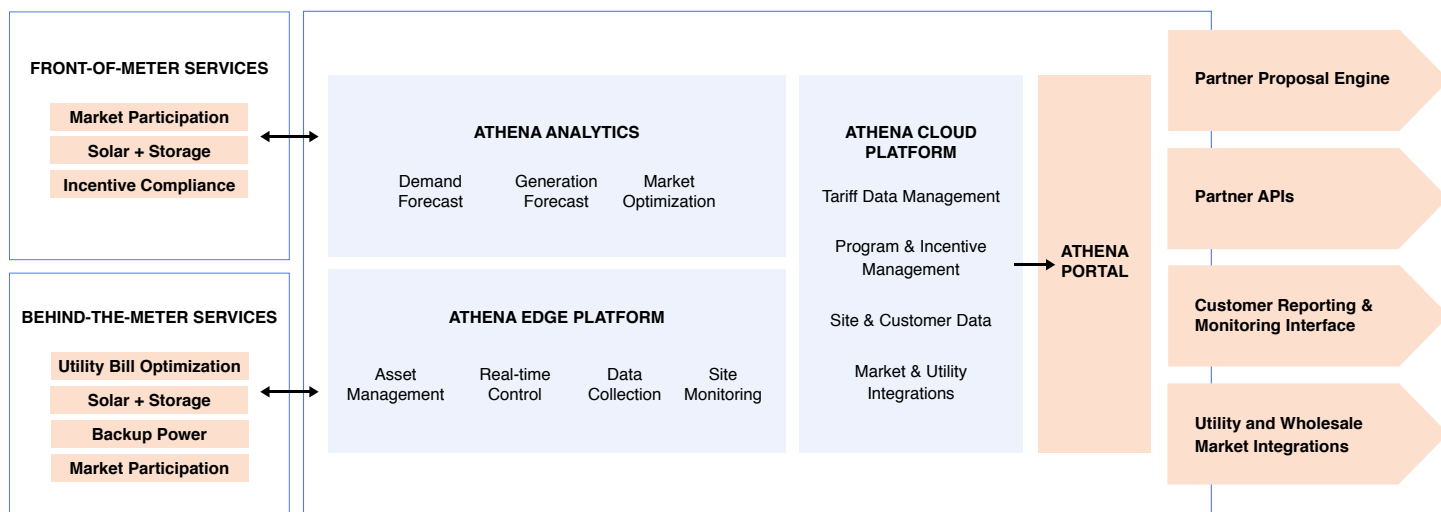 FRONT-OF-METER SERVICES
Market Participation
Solar + Storage
Incentive Compliance
BEHIND-THE-METER SERVICES
Utility Bill Optimization
Solar + Storage
Backup Power
Market Participation
ATHENA ANALYTICS
Demand
Forecast
Generation
Forecast
Market
Optimization
ATHENA EDGE PLATFORM
Asset
Management
Real-time
Control
Data
Collection
Site
Monitoring
ATHENA CLOUD
PLATFORM
Tariff Data Management
Program & Incentive
Management
Site & Customer Data
Market & Utility
Integrations
ATHENA
PORTAL
Partner Proposal Engine
Partner APIs
Customer Reporting &
Monitoring Interface
Utility and Wholesale
Market Integrations